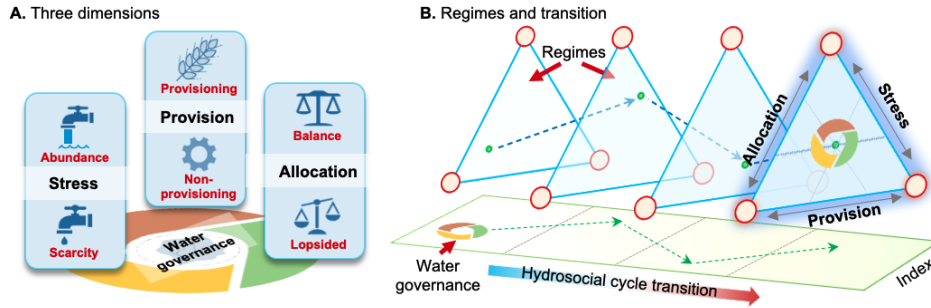 A. Three dimensions
Abundance
Stress
Scarcity
Provisioning
Provision
Non-
provisioning
Balance
Allocation
Lopsided
Water
governance
B. Regimes and transition
Regimes
Allocation
Stress
Provision
Water
governance
Hydrosocial cycle transition
Index